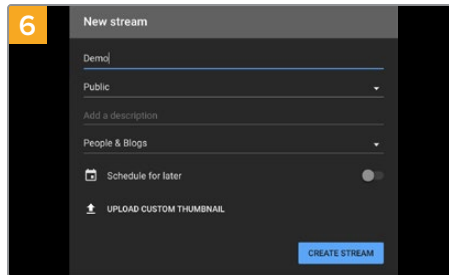 6
New stream
Demo
Public
Add a description
People & Blogs
Schedule for later
UPLOAD CUSTOM THUMBNAIL
CREATE STREAM